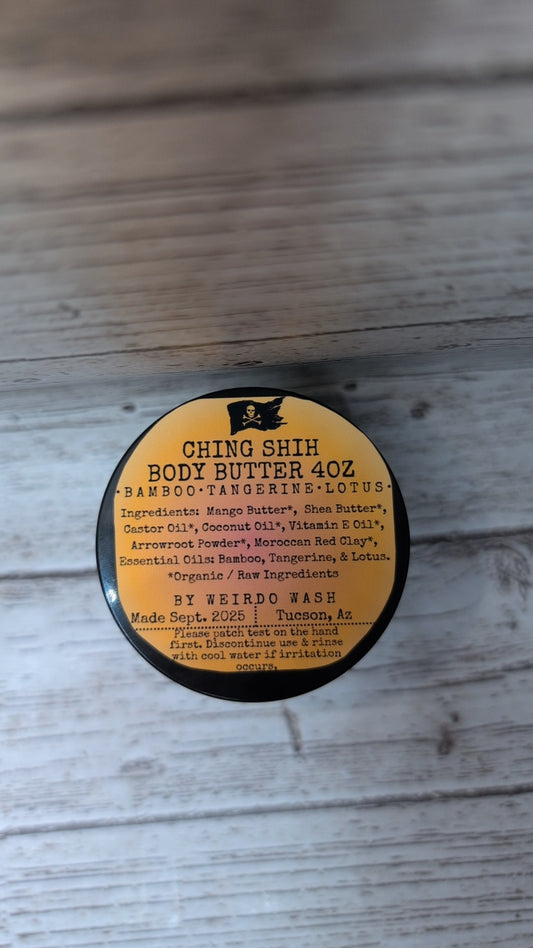 CHING SHIH
BODY BUTTER 4OZ
·BAMBOO·TANGERINE·LOTUS·
Ingredients: Mango Butter*, Shea Butter*,
Castor Oil*, Coconut Oil*, Vitamin E Oil*,
Arrowroot Powder*, Moroccan Red Clay*,
Essential Oils: Bamboo, Tangerine, & Lotus.
*Organic / Raw Ingredients
BY WEIRDO WASH
Made Sept. 2025 Tucson, Az
Please patch test on the hand
first. Discontinue use & rinse
with cool water if irritation
occurs.